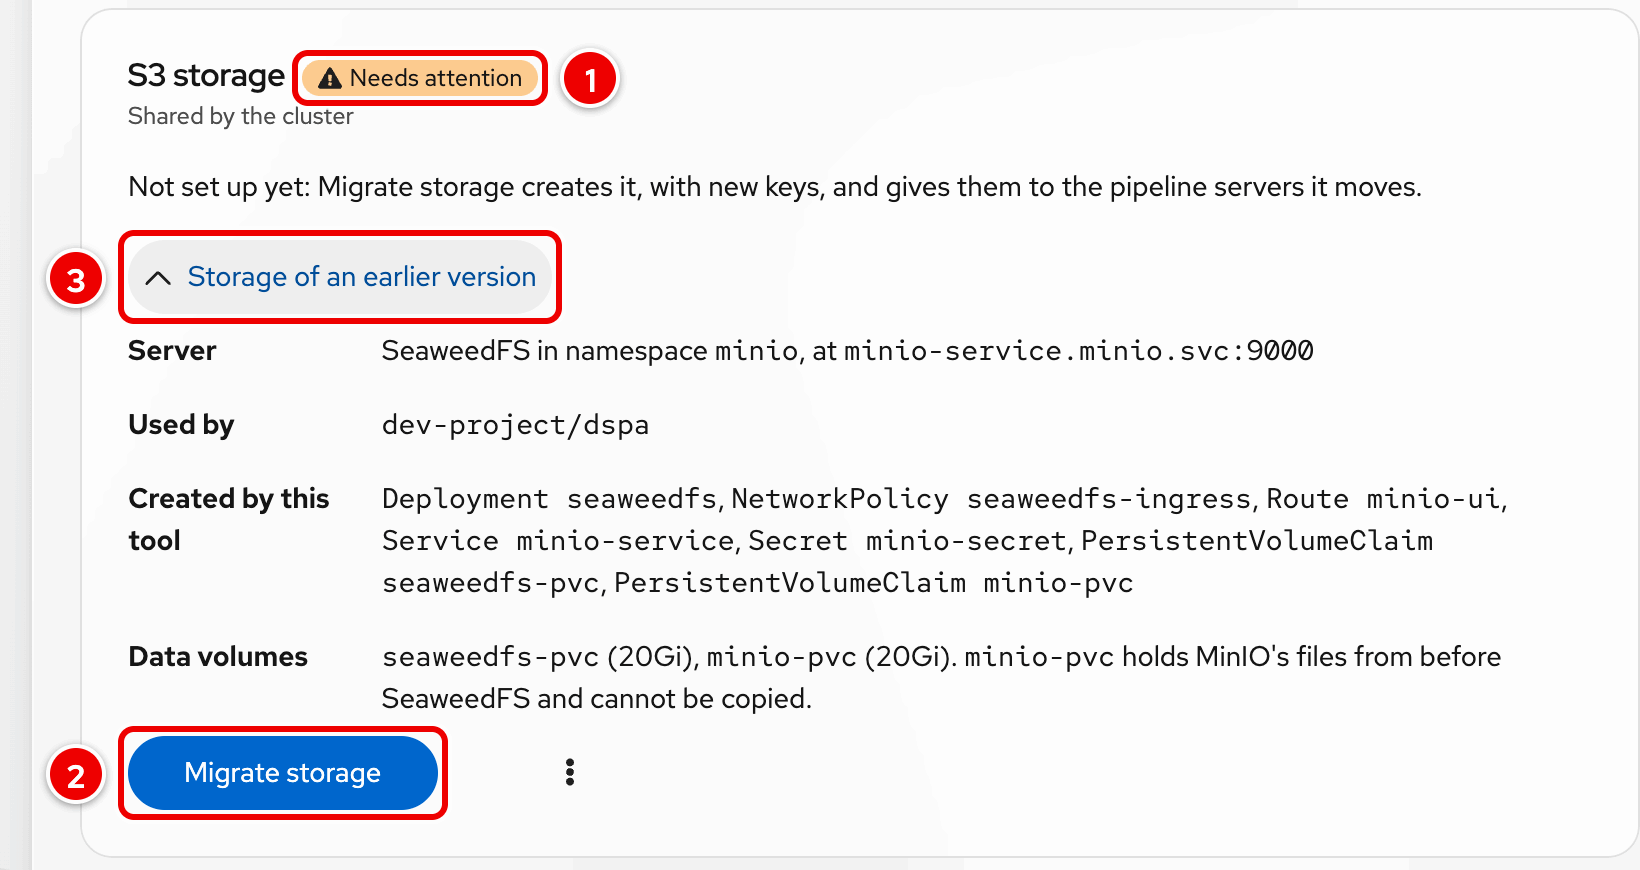 S3 storage Needs attention 1
Shared by the cluster
Not set up yet: Migrate storage creates it, with new keys, and gives them to the pipeline servers it moves.
3 Storage of an earlier version
Server SeaweedFS in namespace minio, at minio-service.minio.svc:9000
Used by dev-project/dspa
Created by this Deployment seaweedfs, NetworkPolicy seaweedfs-ingress, Route minio-ui,
tool Service minio-service, Secret minio-secret, PersistentVolumeClaim
seaweedfs-pvc, PersistentVolumeClaim minio-pvc
Data volumes seaweedfs-pvc (20Gi), minio-pvc (20Gi). minio-pvc holds MinIO's files from before
SeaweedFS and cannot be copied.
2 Migrate storage